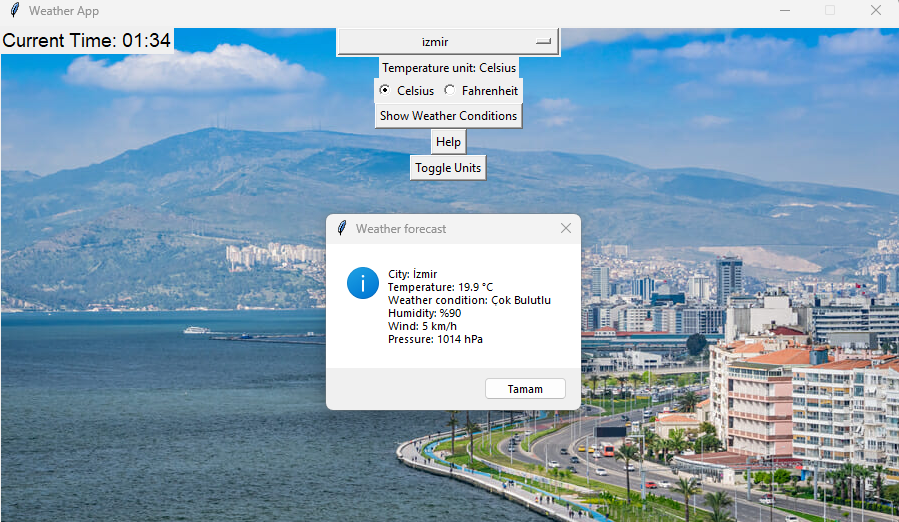 Weather App
Current Time: 01:34
izmir
Temperature unit: Celsius
Celsius Fahrenheit
Show Weather Conditions
Help
Toggle Units
Weather forecast
City: İzmir
Temperature: 19.9 °C
Weather condition: Çok Bulutlu
Humidity: %90
Wind: 5 km/h
Pressure: 1014 hPa
Tamam